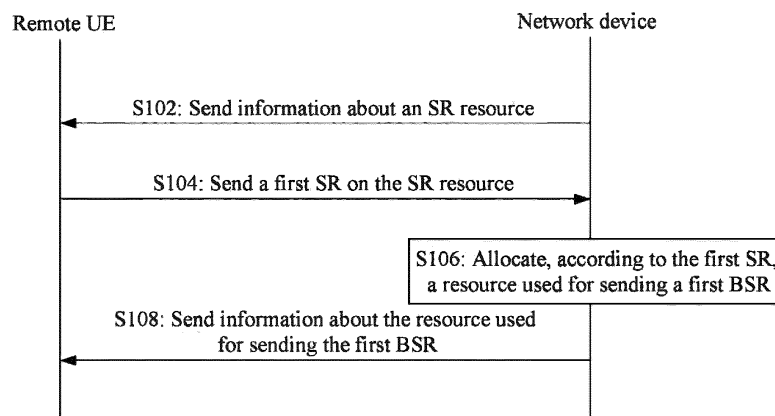 Remote UE
Network device
S102: Send information about an SR resource
S104: Send a first SR on the SR resource
S106: Allocate, according to the first SR,
a resource used for sending a first BSR
S108: Send information about the resource used
for sending the first BSR